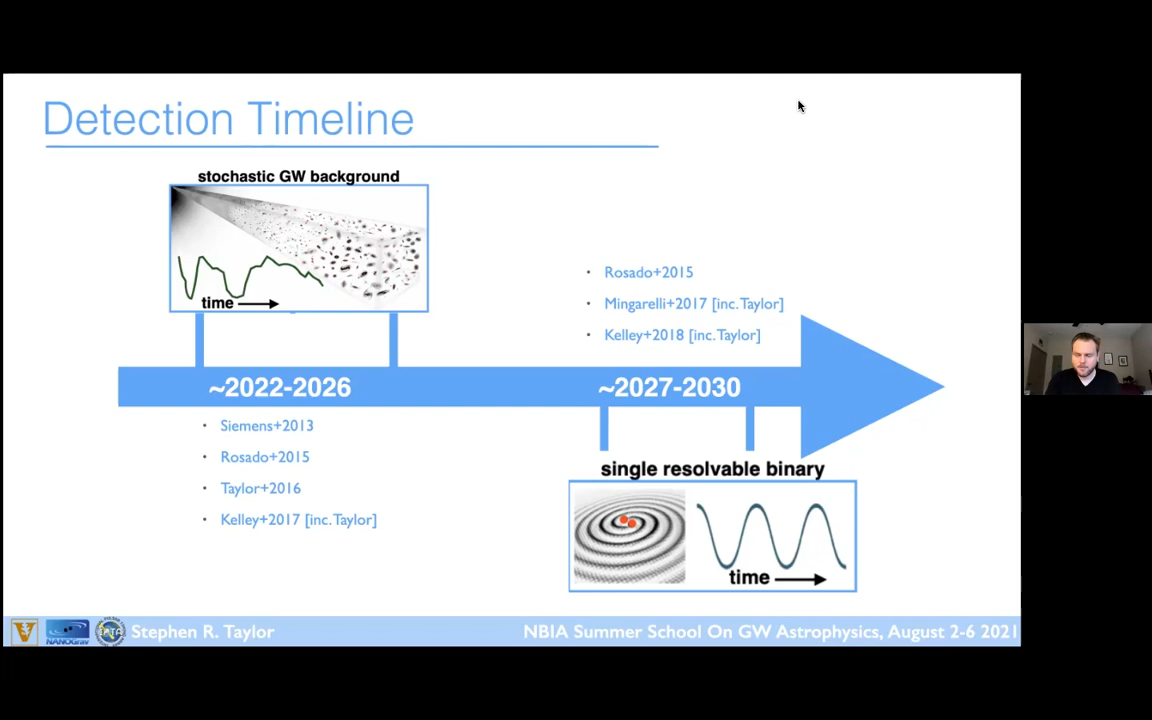 Detection Timeline
stochastic GW background
time
~2022-2026
• Siemens+2013
• Rosado+2015
• Taylor+2016
• Kelley+2017 [inc.Taylor]
• Rosado+2015
• Mingarelli+2017 [inc.Taylor]
• Kelley+2018 [inc.Taylor]
~2027-2030
single resolvable binary
time
V
NANOGrav
IPTA
Stephen R. Taylor
NBIA Summer School On GW Astrophysics, August 2-6 2021